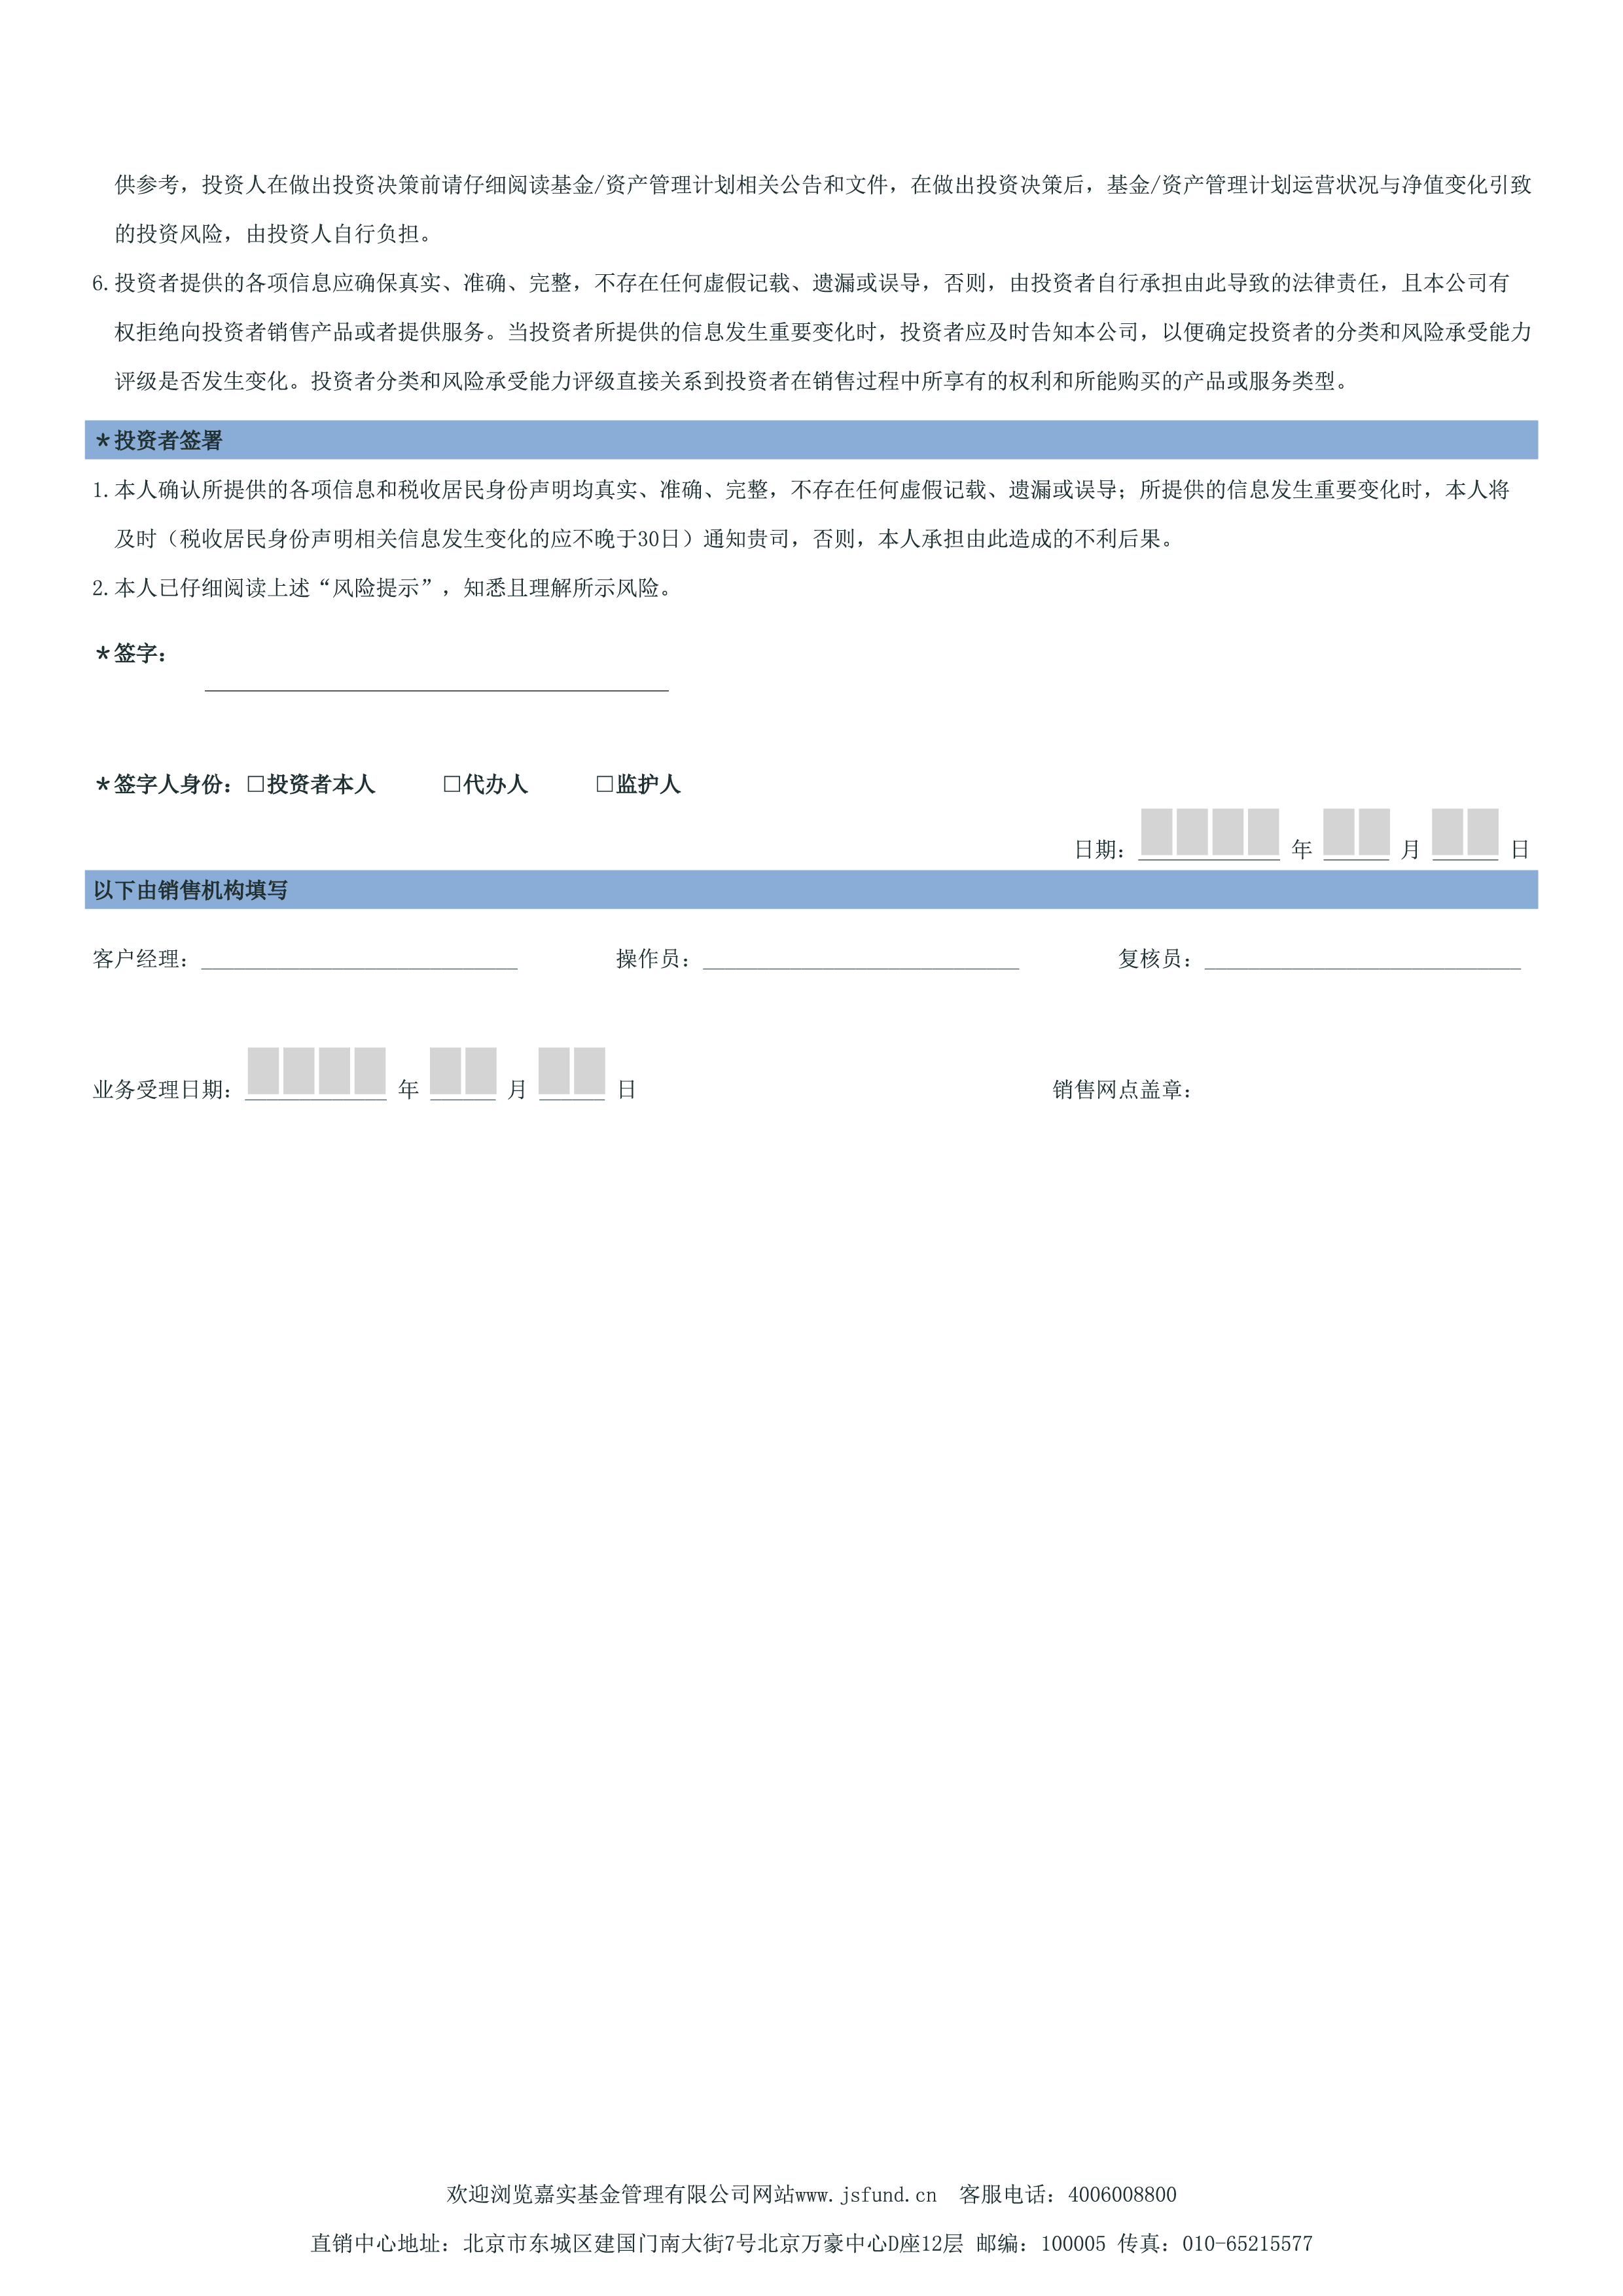 供参考，投资人在做出投资决策前请仔细阅读基金/资产管理计划相关公告和文件，在做出投资决策后，基金/资产管理计划运营状况与净值变化引致
的投资风险，由投资人自行负担。
6.投资者提供的各项信息应确保真实、准确、完整，不存在任何虚假记载、遗漏或误导，否则，由投资者自行承担由此导致的法律责任，且本公司有
权拒绝向投资者销售产品或者提供服务。当投资者所提供的信息发生重要变化时，投资者应及时告知本公司，以便确定投资者的分类和风险承受能力
评级是否发生变化。投资者分类和风险承受能力评级直接关系到投资者在销售过程中所享有的权利和所能购买的产品或服务类型。
＊投资者签署
1.本人确认所提供的各项信息和税收居民身份声明均真实、准确、完整，不存在任何虚假记载、遗漏或误导；所提供的信息发生重要变化时，本人将
及时（税收居民身份声明相关信息发生变化的应不晚于30日）通知贵司，否则，本人承担由此造成的不利后果。
2.本人已仔细阅读上述“风险提示”，知悉且理解所示风险。
＊签字：
＊签字人身份：□投资者本人 □代办人 □监护人
日期： 年 月 日
以下由销售机构填写
客户经理： 操作员： 复核员：
业务受理日期： 年 月 日 销售网点盖章：
欢迎浏览嘉实基金管理有限公司网站www.jsfund.cn 客服电话：4006008800
直销中心地址：北京市东城区建国门南大街7号北京万豪中心D座12层 邮编：100005 传真：010-65215577